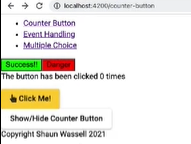 localhost:4200/counter-button
Counter Button
Event Handling
Multiple Choice
Success!! Danger
The button has been clicked 0 times
Click Me!
Show/Hide Counter Button
Copyright Shaun Wassell 2021